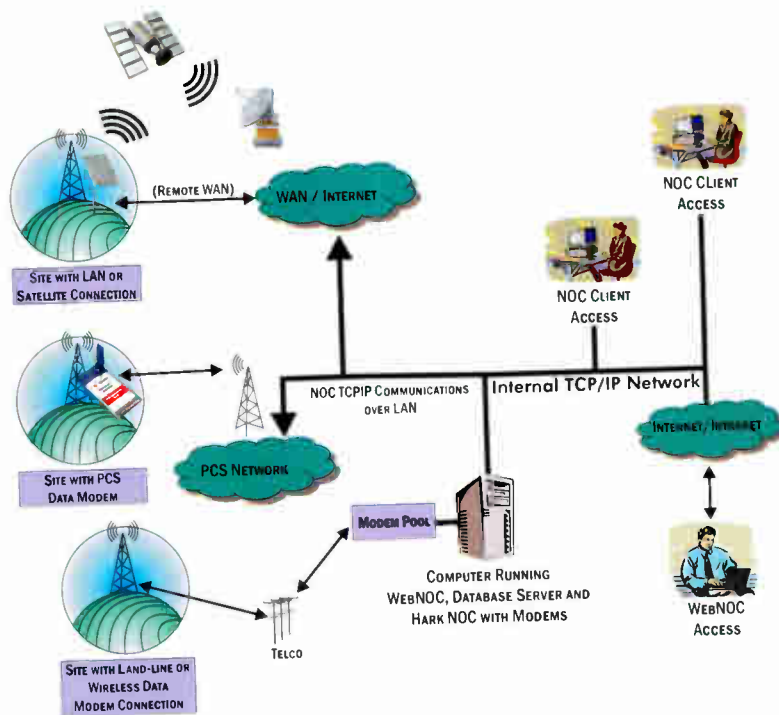 (Remote WAN)
WAN / Internet
NOC Client
Access
Site with LAN or
Satellite Connection
NOC Client
Access
NOC TCPIP Communications
over LAN
Internal TCP/IP Network
Internet/Intranet
PCS Network
Site with PCS
Data Modem
Modem Pool
Computer Running
WebNOC, Database Server and
Hark NOC with Modems
WebNOC
Access
Telco
Site with Land-line or
Wireless Data
Modem Connection